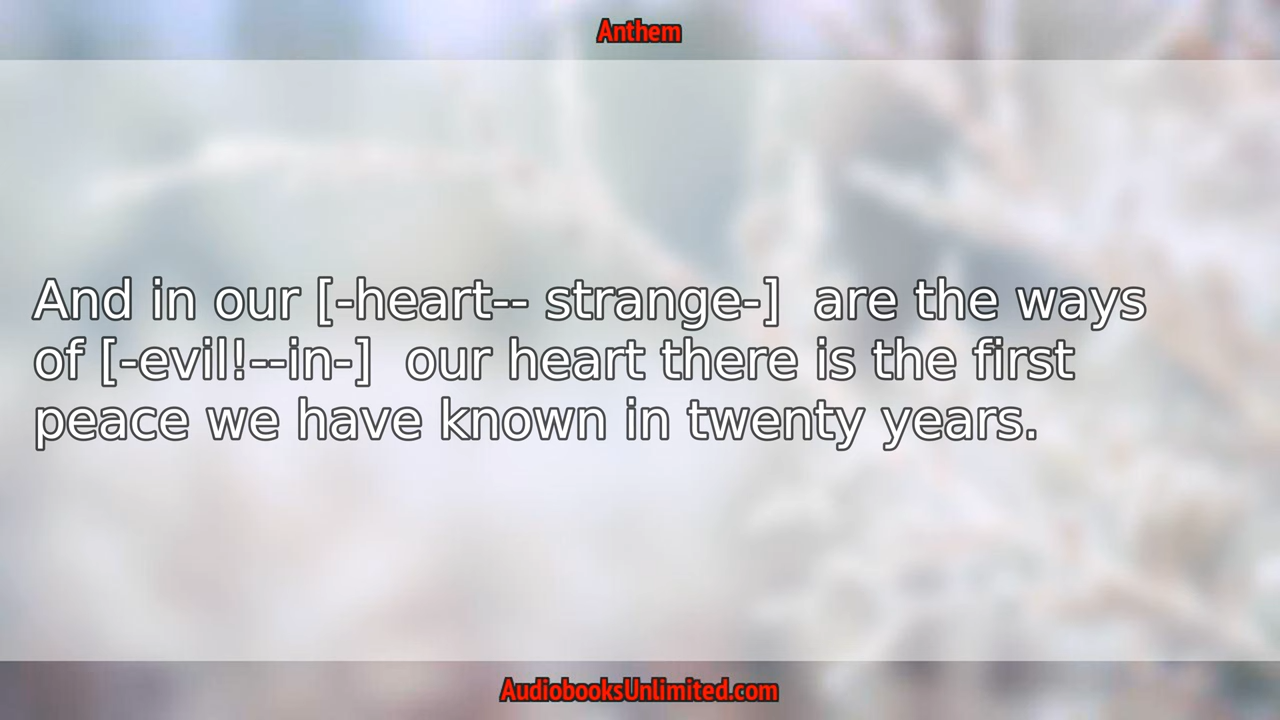 Anthem
And in our [-heart-- strange-]  are the ways
of [-evil!--in-]  our heart there is the first
peace we have known in twenty years.
AudiobooksUnlimited.com